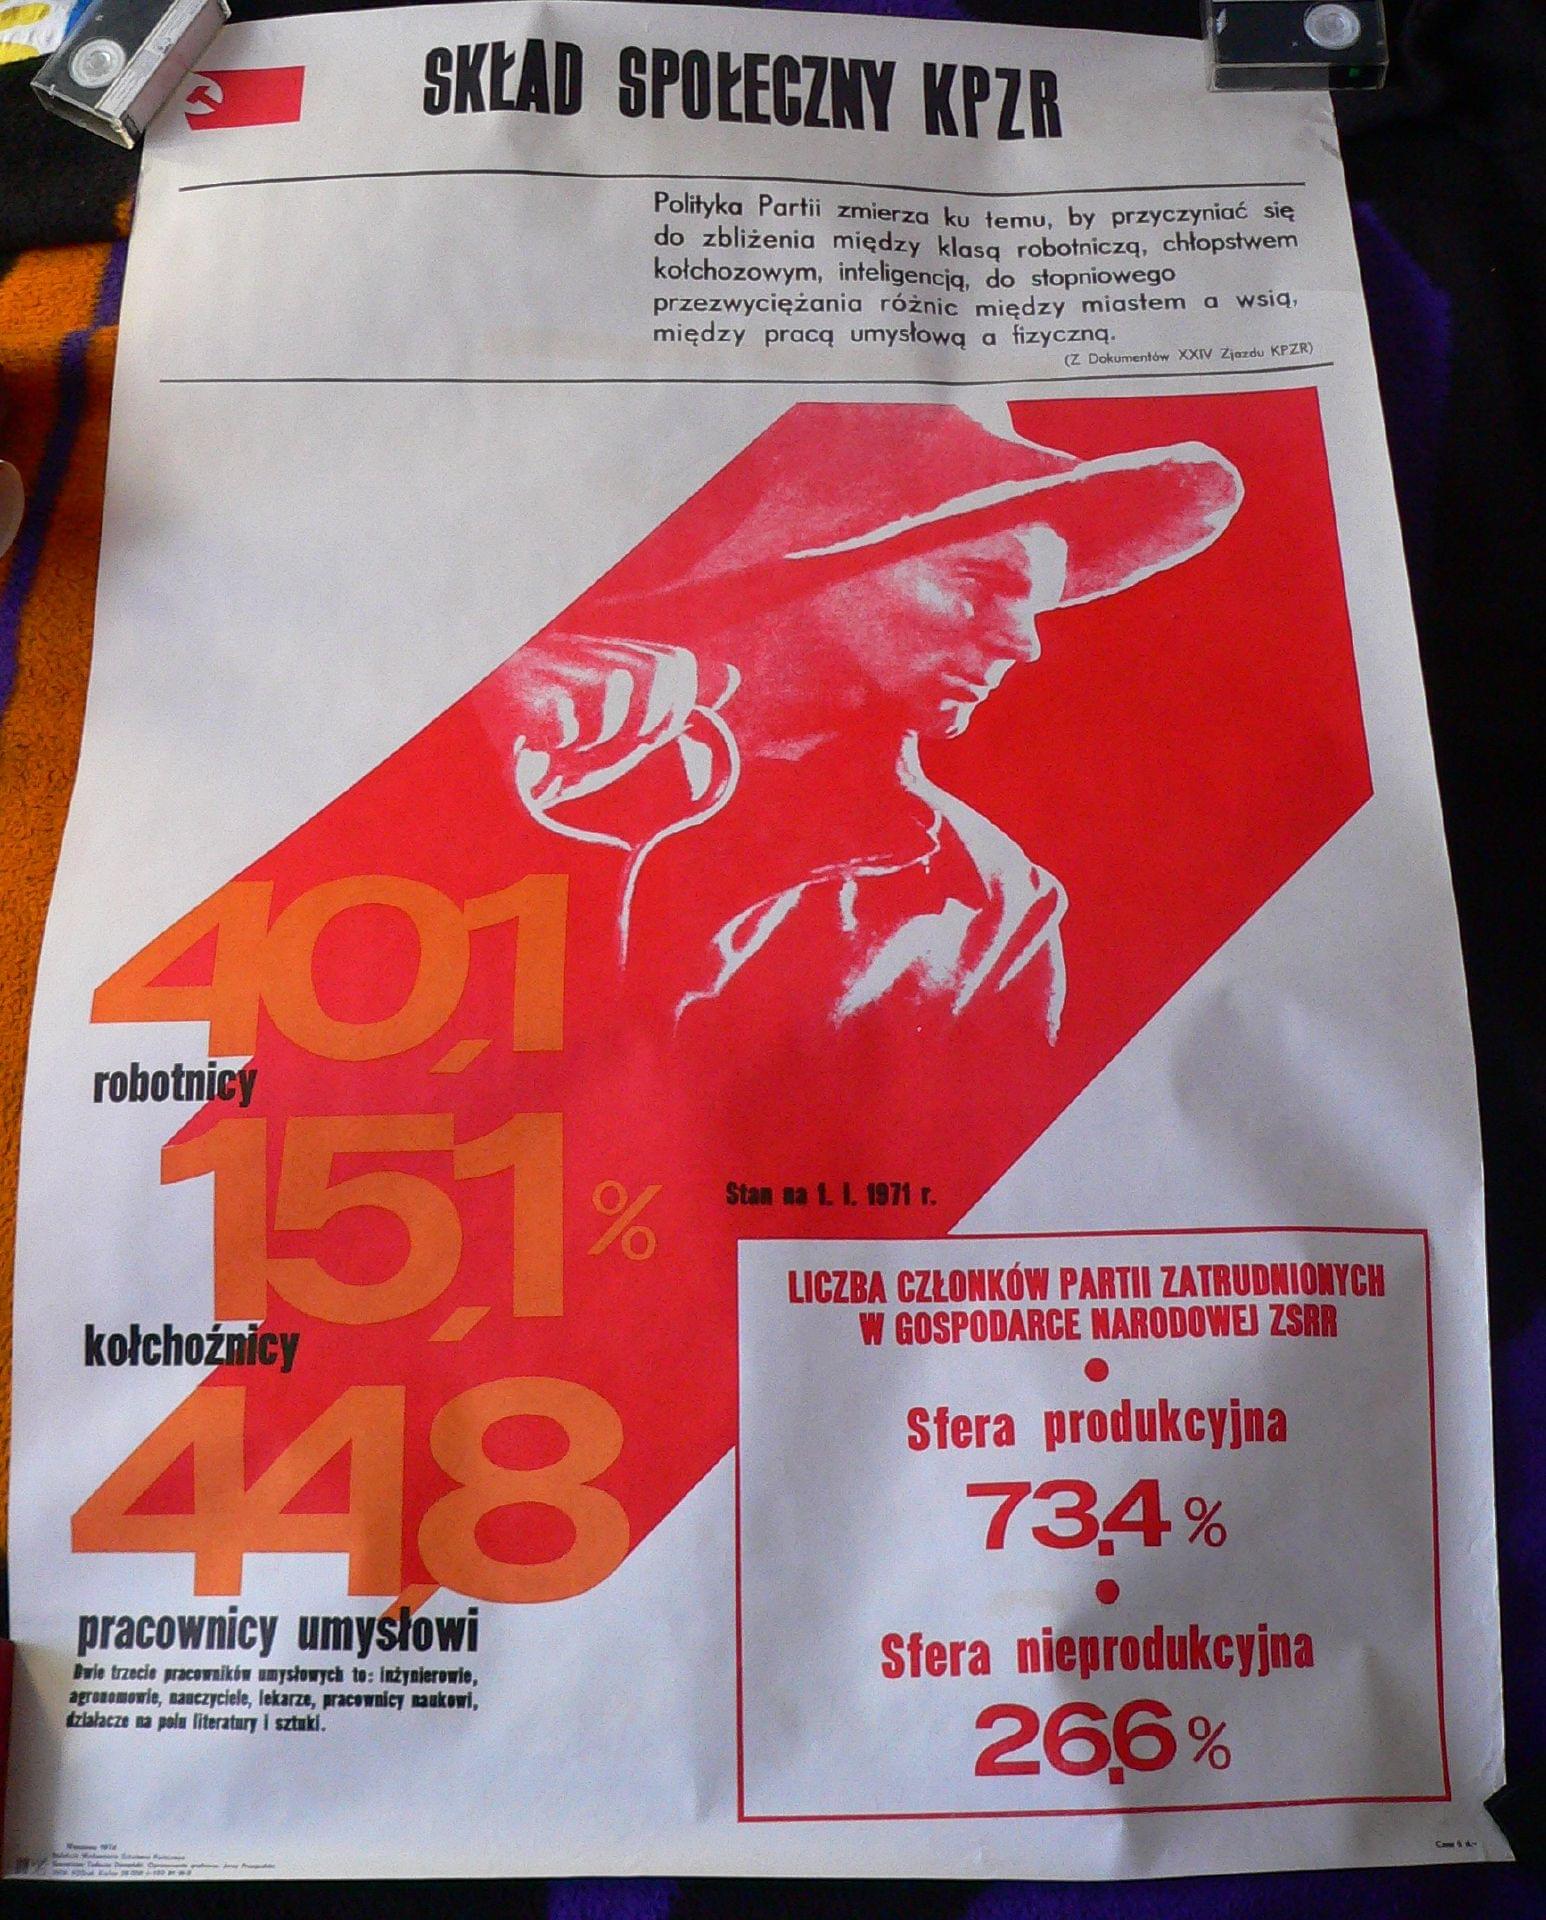 SKŁAD SPOŁECZNY KPZR
Polityka Partii zmierza ku temu, by przyczyniać się
do zbliżenia między klasą robotniczą, chłopstwem
kołchozowym, inteligencją, do stopniowego
przezwyciężania różnic między miastem a wsią,
między pracą umysłową a fizyczną.
(Z Dokumentów XXIV Zjazdu KPZR)
40,1
robotnicy
15,1 %
kołchoźnicy
44,8
pracownicy umysłowi
Dwie trzecie pracowników umysłowych to: inżynierowie,
agronomowie, nauczyciele, lekarze, pracownicy naukowi,
działacze na polu literatury i sztuki.
Stan na 1. I. 1971 r.
LICZBA CZŁONKÓW PARTII ZATRUDNIONYCH
W GOSPODARCE NARODOWEJ ZSRR
Sfera produkcyjna
73,4 %
Sfera nieprodukcyjna
26,6 %